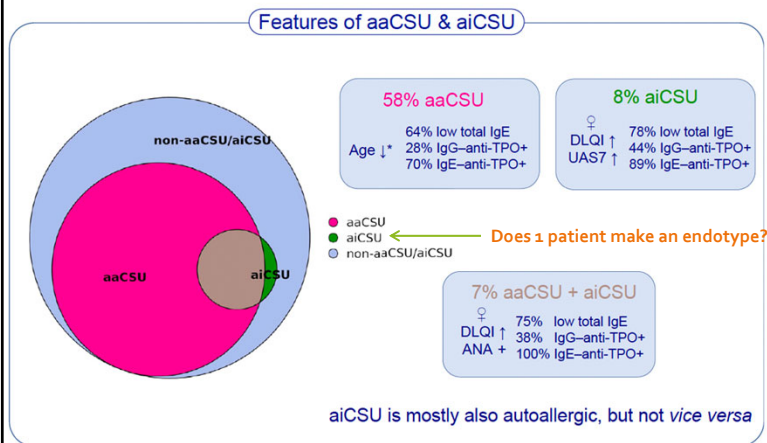 Features of aaCSU & aiCSU
non-aaCSU/aiCSU
aaCSU
aiCSU
58% aaCSU
Age ↓*
64% low total IgE
28% IgG–anti-TPO+
70% IgE–anti-TPO+
8% aiCSU
♀
DLQI ↑
UAS7 ↑
78% low total IgE
44% IgG–anti-TPO+
89% IgE–anti-TPO+
aaCSU
aiCSU
non-aaCSU/aiCSU
Does 1 patient make an endotype?
7% aaCSU + aiCSU
♀
DLQI ↑
ANA +
75% low total IgE
38% IgG–anti-TPO+
100% IgE–anti-TPO+
aiCSU is mostly also autoallergic, but not vice versa